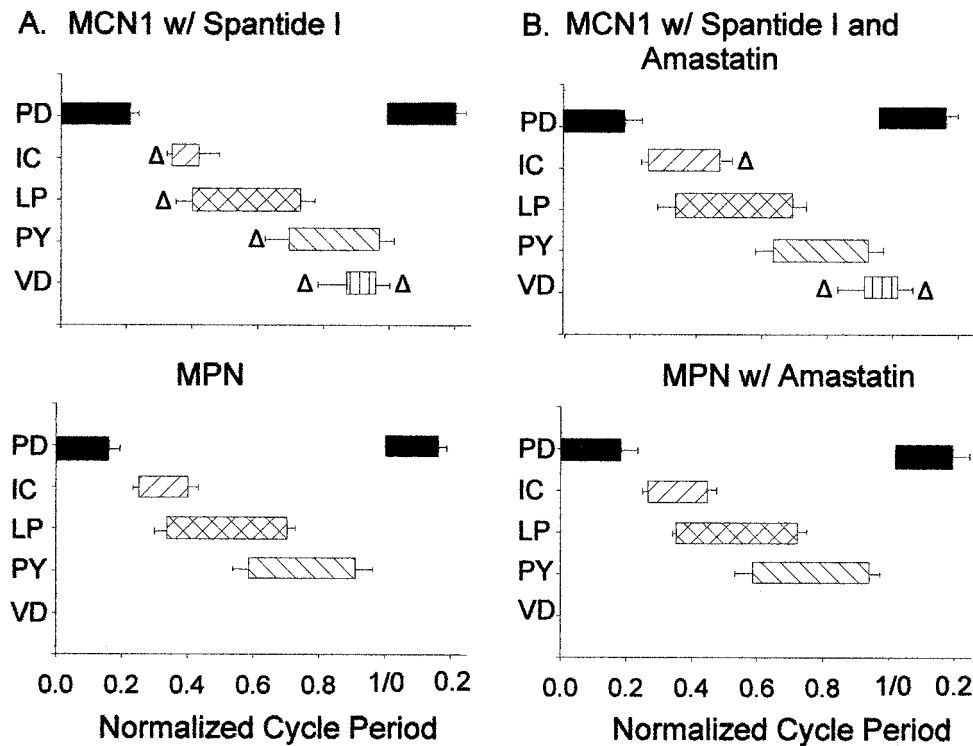 A. MCN1 w/ Spantide I
PD
IC
Δ
LP
Δ
PY
Δ
VD
Δ Δ
MPN
PD
IC
LP
PY
VD
0.0 0.2 0.4 0.6 0.8 1/0 0.2
Normalized Cycle Period
B. MCN1 w/ Spantide I and
Amastatin
PD
IC
Δ
LP
PY
VD
Δ Δ
MPN w/ Amastatin
PD
IC
LP
PY
VD
0.0 0.2 0.4 0.6 0.8 1/0 0.2
Normalized Cycle Period